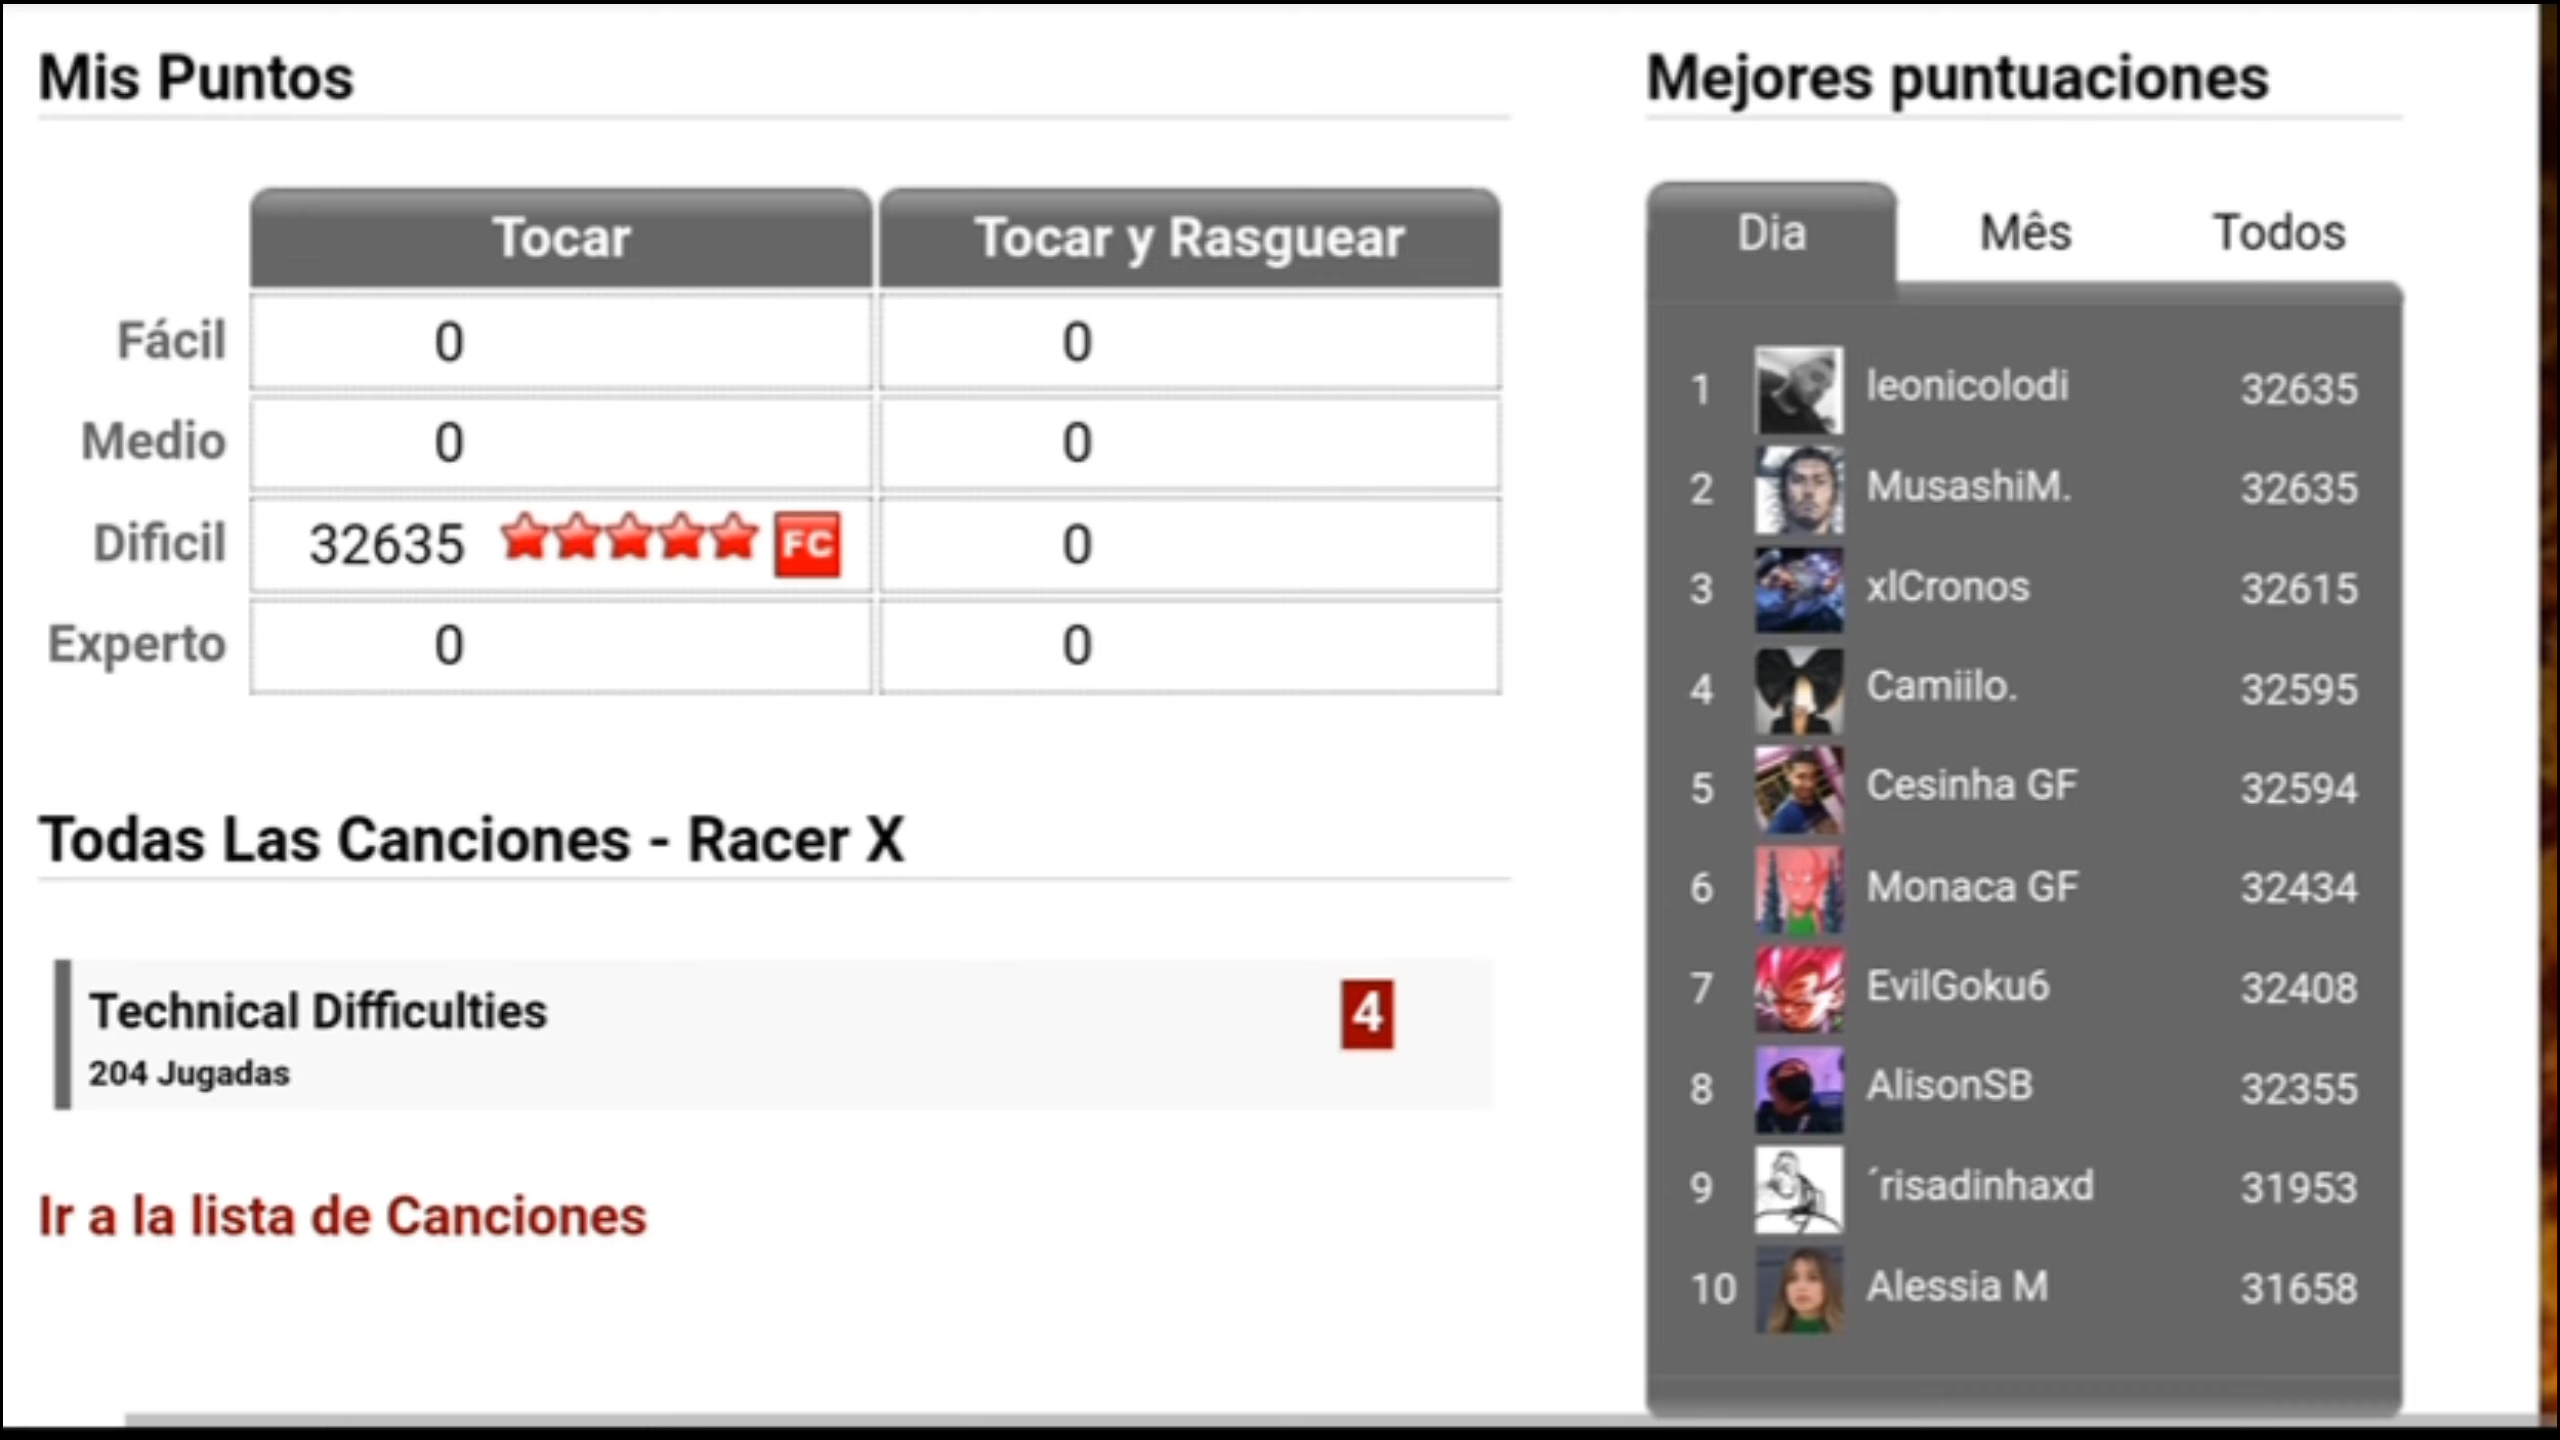 Mis Puntos
Tocar Tocar y Rasguear
Fácil 0 0
Medio 0 0
Dificil 32635 FC 0
Experto 0 0
Todas Las Canciones - Racer X
Technical Difficulties 4
204 Jugadas
Ir a la lista de Canciones
Mejores puntuaciones
Dia Mês Todos
1 leonicolodi 32635
2 MusashiM. 32635
3 xlCronos 32615
4 Camiilo. 32595
5 Cesinha GF 32594
6 Monaca GF 32434
7 EvilGoku6 32408
8 AlisonSB 32355
9 ´risadinhaxd 31953
10 Alessia M 31658